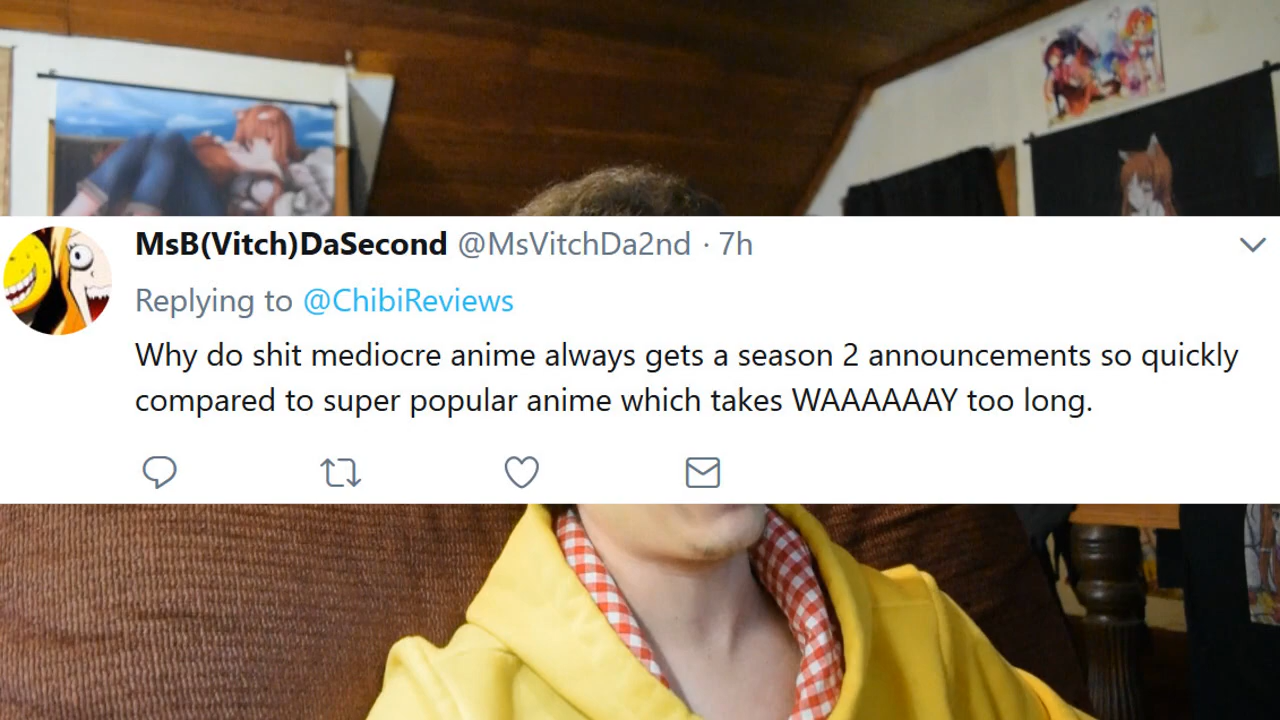 MsB(Vitch)DaSecond @MsVitchDa2nd · 7h
Replying to @ChibiReviews
Why do shit mediocre anime always gets a season 2 announcements so quickly
compared to super popular anime which takes WAAAAAAY too long.